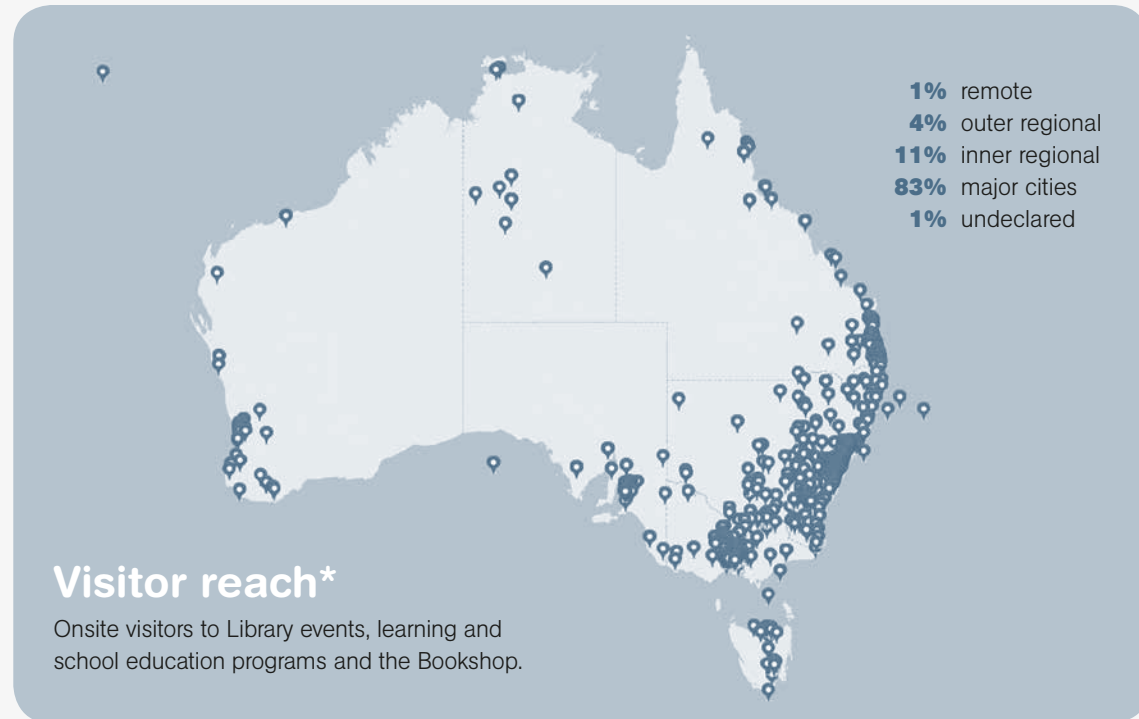 1% remote
4% outer regional
11% inner regional
83% major cities
1% undeclared
Visitor reach*
Onsite visitors to Library events, learning and
school education programs and the Bookshop.